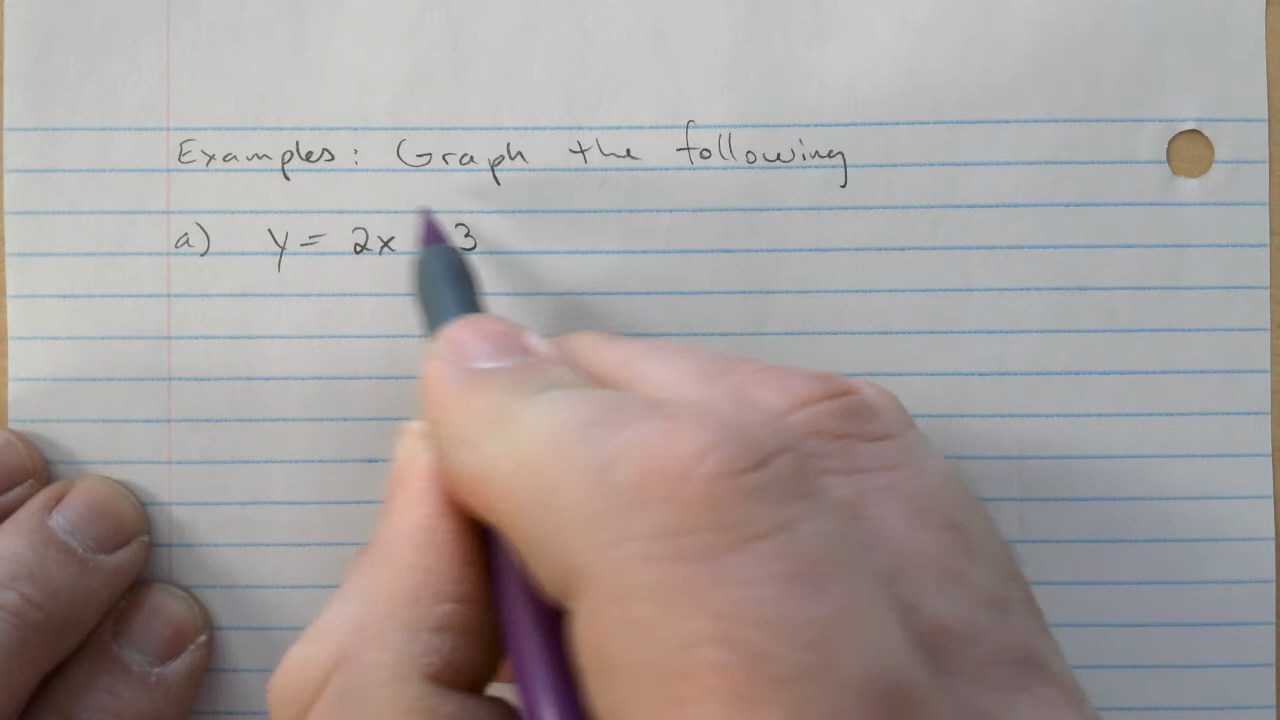 Examples: Graph the following
a) y = 2x 3